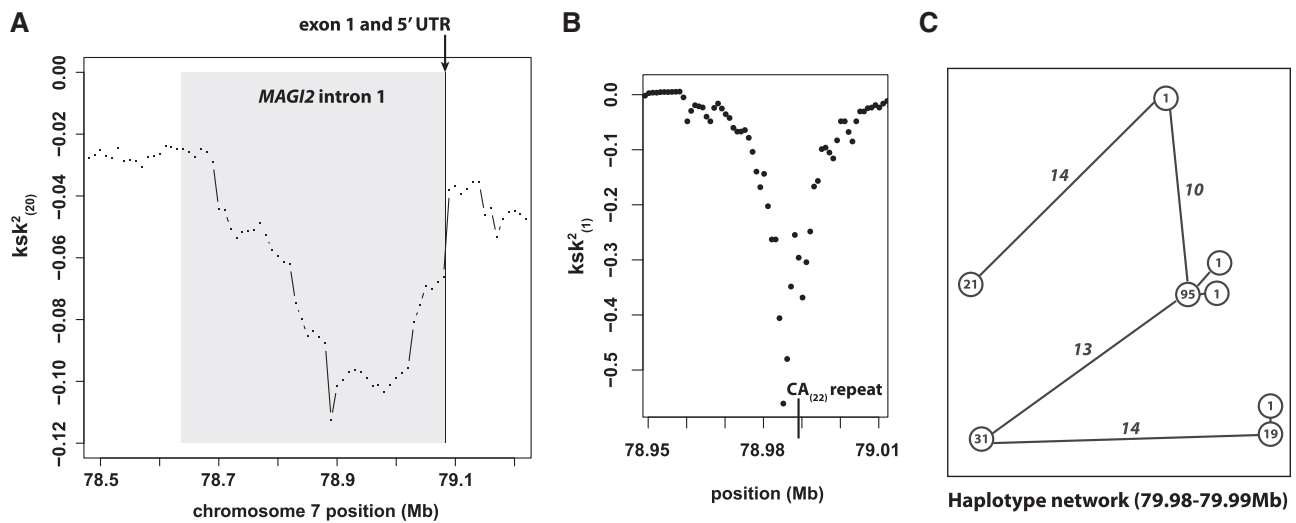 A
exon 1 and 5' UTR
MAGI2 intron 1
0.00
−0.02
−0.04
−0.06
−0.08
−0.10
−0.12
ksk²(20)
78.5
78.7
78.9
79.1
chromosome 7 position (Mb)
B
0.0
−0.1
−0.2
−0.3
−0.4
−0.5
ksk²(1)
CA(22) repeat
78.95
78.98
79.01
position (Mb)
C
1
14
10
21
1
95
1
13
31
14
1
19
Haplotype network (79.98-79.99Mb)